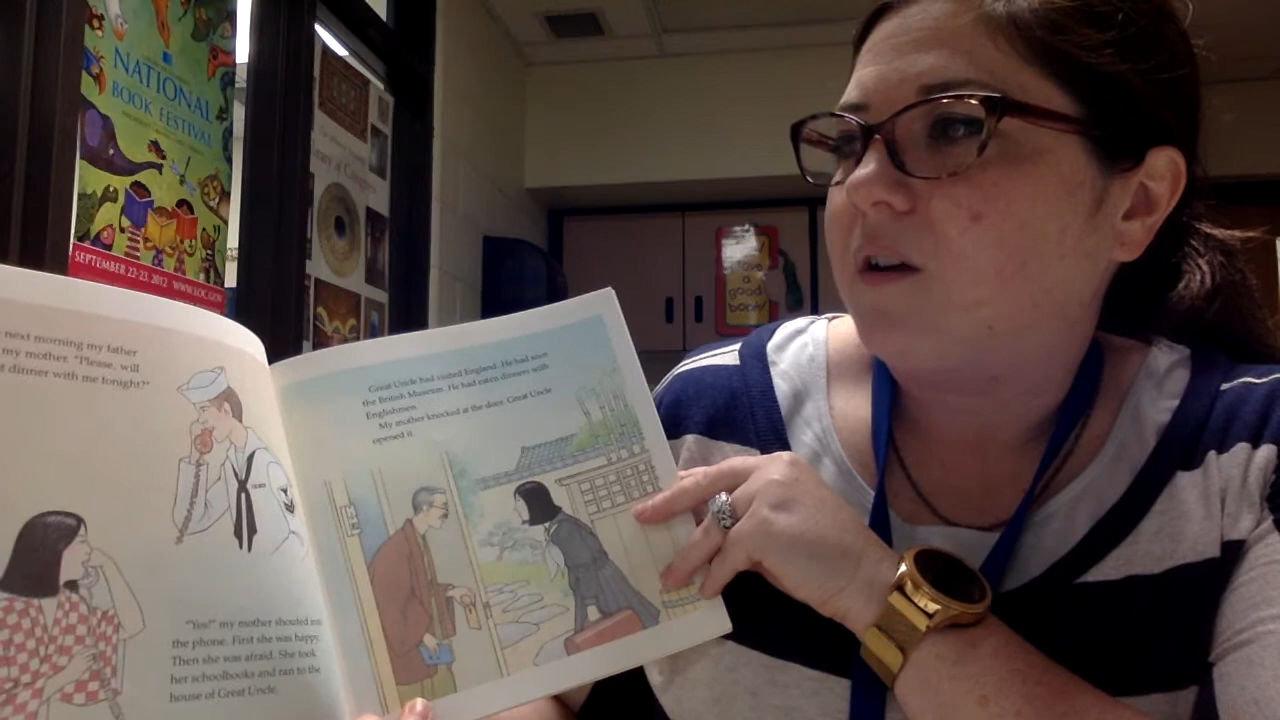 NATIONAL
BOOK FESTIVAL
SEPTEMBER 22-23, 2012 WWW.LOC.GOV
have
a
good
book!
next morning my father
my mother. "Please, will
dinner with me tonight?"
"Yes!" my mother shouted into
the phone. First she was happy.
Then she was afraid. She took
her schoolbooks and ran to the
house of Great Uncle.
Great Uncle had visited England. He had seen
the British Museum. He had eaten dinners with
Englishmen.
My mother knocked at the door. Great Uncle
opened it.